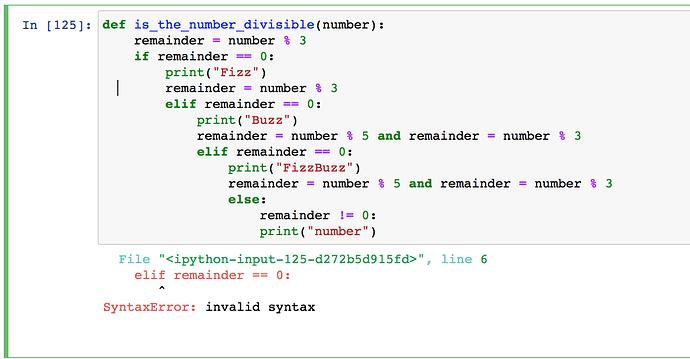 In [125]: def is_the_number_divisible(number):
    remainder = number % 3
    if remainder == 0:
        print("Fizz")
        remainder = number % 3
        elif remainder == 0:
            print("Buzz")
            remainder = number % 5 and remainder = number % 3
            elif remainder == 0:
                print("FizzBuzz")
                remainder = number % 5 and remainder = number % 3
                else:
                    remainder != 0:
                    print("number")
  File "<ipython-input-125-d272b5d915fd>", line 6
    elif remainder == 0:
       ^
SyntaxError: invalid syntax